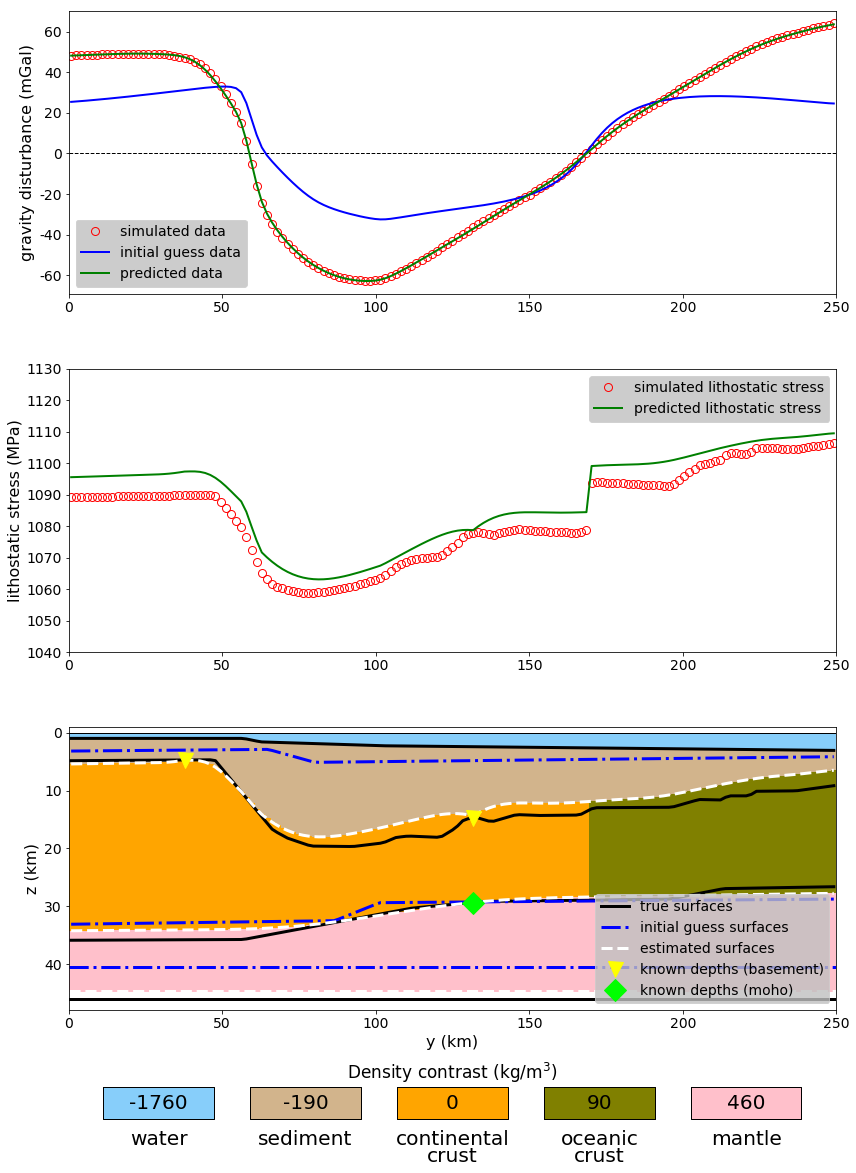 60
40
20
0
-20
-40
-60
gravity disturbance (mGal)
simulated data
initial guess data
predicted data
0 50 100 150 200 250
1130
1120
1110
1100
1090
1080
1070
1060
1050
1040
lithostatic stress (MPa)
simulated lithostatic stress
predicted lithostatic stress
0 50 100 150 200 250
0
10
20
30
40
z (km)
true surfaces
initial guess surfaces
estimated surfaces
known depths (basement)
known depths (moho)
0 50 100 150 200 250
y (km)
Density contrast (kg/m³)
-1760 -190 0 90 460
water sediment continental crust oceanic crust mantle